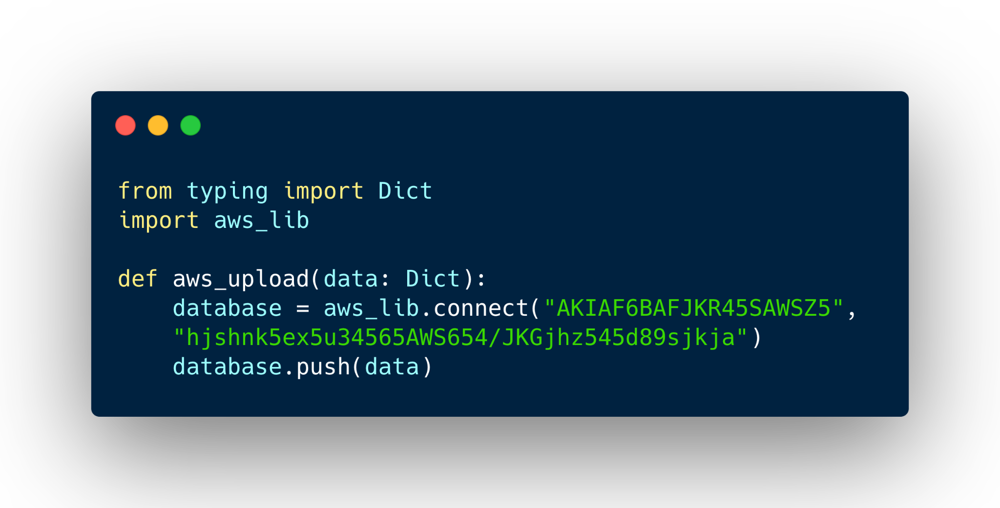 from typing import Dict
import aws_lib

def aws_upload(data: Dict):
    database = aws_lib.connect("AKIAF6BAFJKR45SAWSZ5",
    "hjshnk5ex5u34565AWS654/JKGjhz545d89sjkja")
    database.push(data)